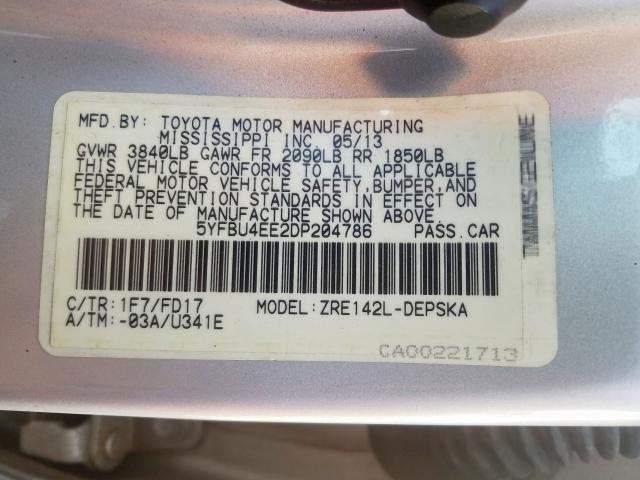 MFD.BY: TOYOTA MOTOR MANUFACTURING
MISSISSIPPI INC. 05/13
GVWR 3840LB GAWR FR 2090LB RR 1850LB
THIS VEHICLE CONFORMS TO ALL APPLICABLE
FEDERAL MOTOR VEHICLE SAFETY,BUMPER,AND
THEFT PREVENTION STANDARDS IN EFFECT ON
THE DATE OF MANUFACTURE SHOWN ABOVE.
5YFBU4EE2DP204786 PASS.CAR
C/TR:1F7/FD17 MODEL:ZRE142L-DEPSKA
A/TM:-03A/U341E
CA00221713